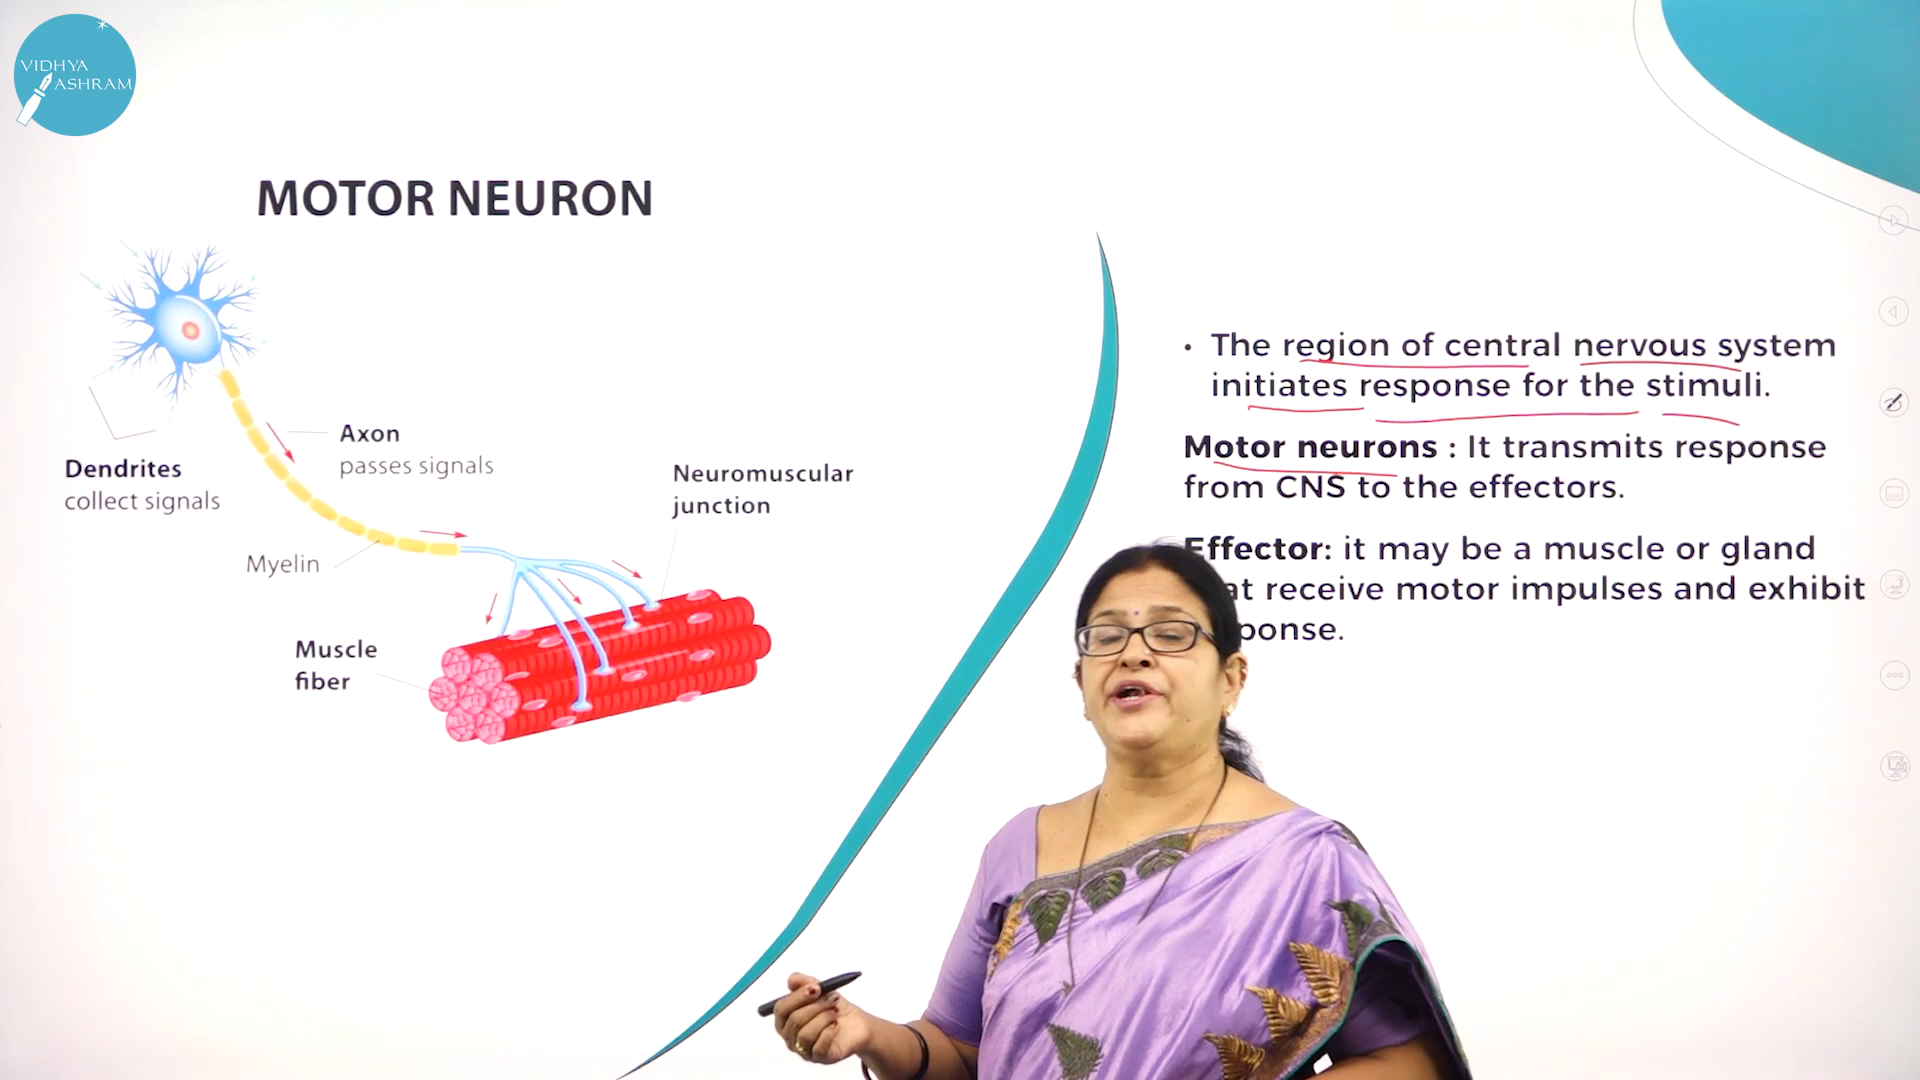 VIDHYA
ASHRAM
MOTOR NEURON
Axon
passes signals
Dendrites
collect signals
Neuromuscular
junction
Myelin
Muscle
fiber
• The region of central nervous system
initiates response for the stimuli.
Motor neurons : It transmits response
from CNS to the effectors.
Effector: it may be a muscle or gland
receive motor impulses and exhibit